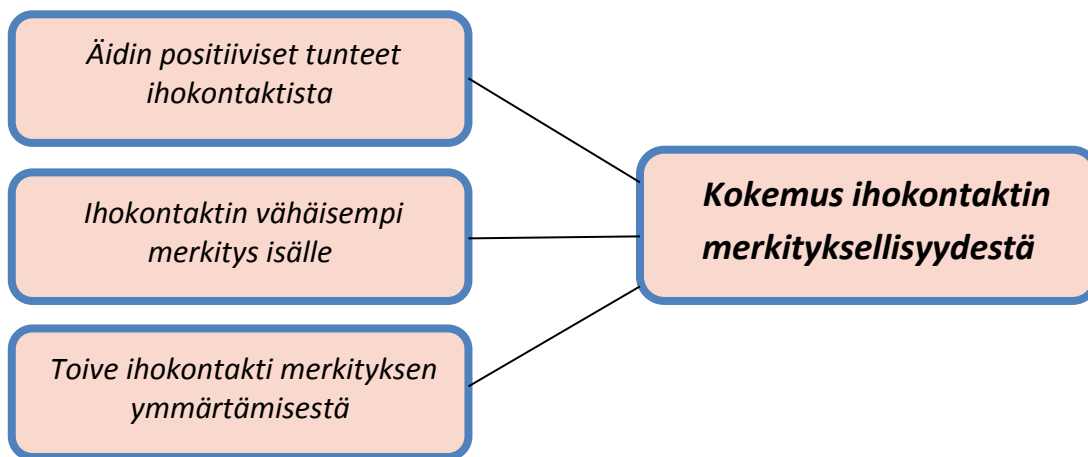 Äidin positiiviset tunteet
ihokontaktista
Ihokontaktin vähäisempi
merkitys isälle
Toive ihokontakti merkityksen
ymmärtämisestä
Kokemus ihokontaktin
merkityksellisyydestä